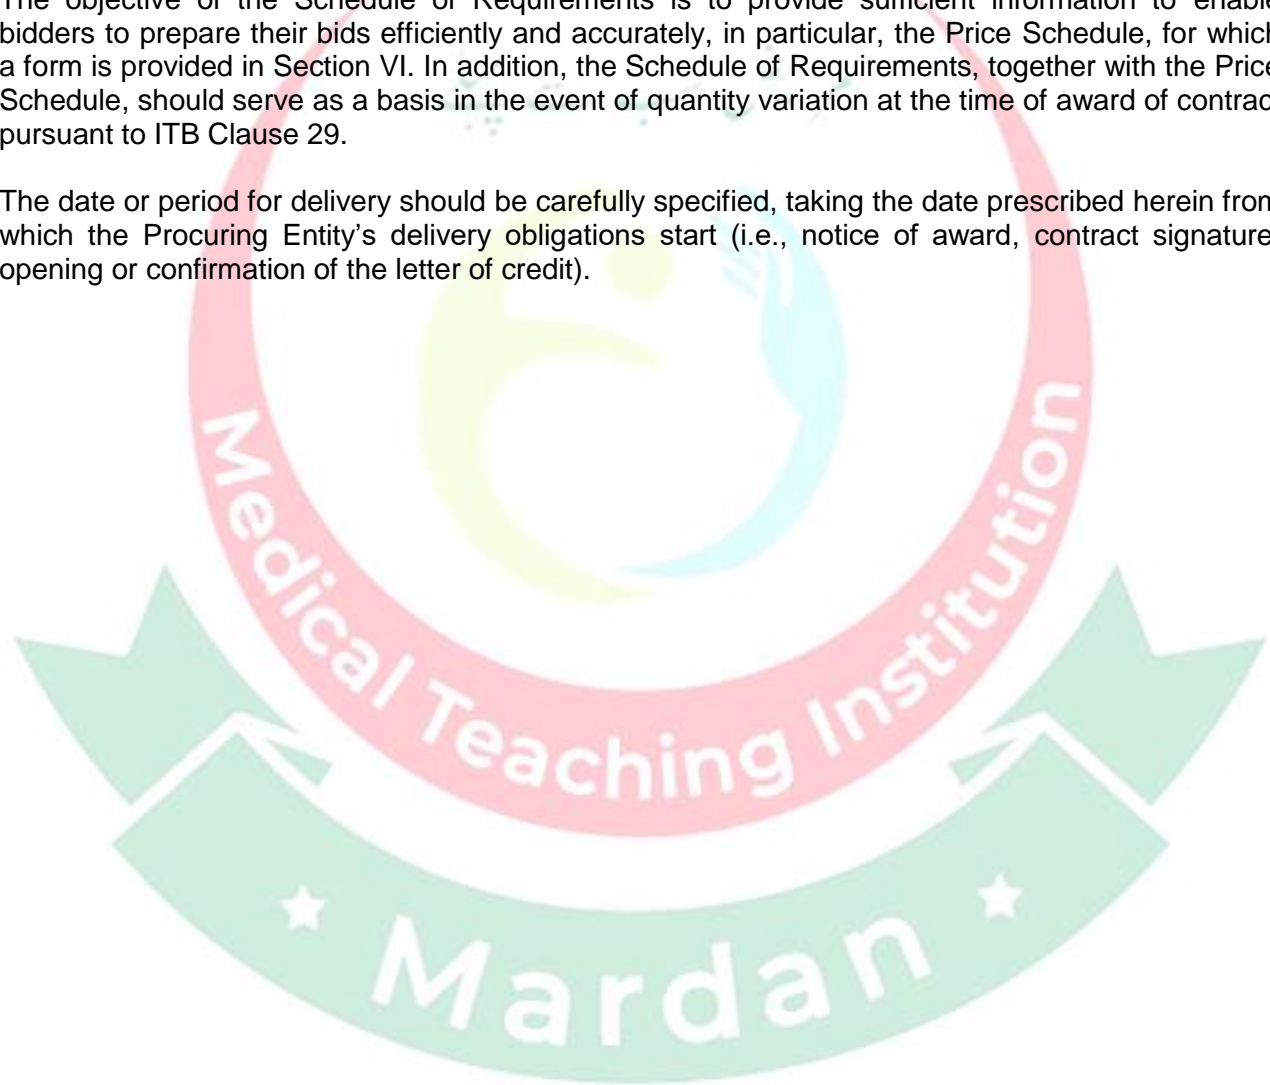 The objective of the Schedule of Requirements is to provide sufficient information to enable
bidders to prepare their bids efficiently and accurately, in particular, the Price Schedule, for which
a form is provided in Section VI. In addition, the Schedule of Requirements, together with the Price
Schedule, should serve as a basis in the event of quantity variation at the time of award of contrac
pursuant to ITB Clause 29.
The date or period for delivery should be carefully specified, taking the date prescribed herein from
which the Procuring Entity’s delivery obligations start (i.e., notice of award, contract signature,
opening or confirmation of the letter of credit).
Medical Teaching Institution
Mardan